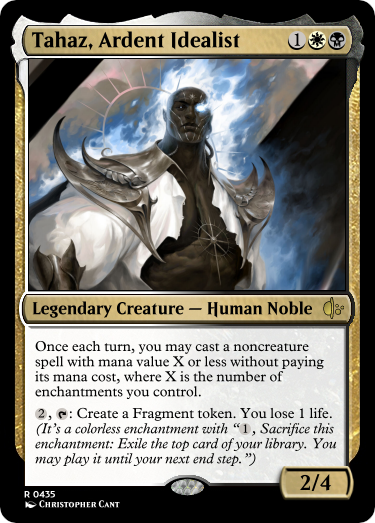 Tahaz, Ardent Idealist 1
Legendary Creature — Human Noble
Once each turn, you may cast a noncreature
spell with mana value X or less without paying
its mana cost, where X is the number of
enchantments you control.
2, : Create a Fragment token. You lose 1 life.
(It's a colorless enchantment with “1, Sacrifice this
enchantment: Exile the top card of your library. You
may play it until your next end step.”)
2/4
R 0435
Christopher Cant